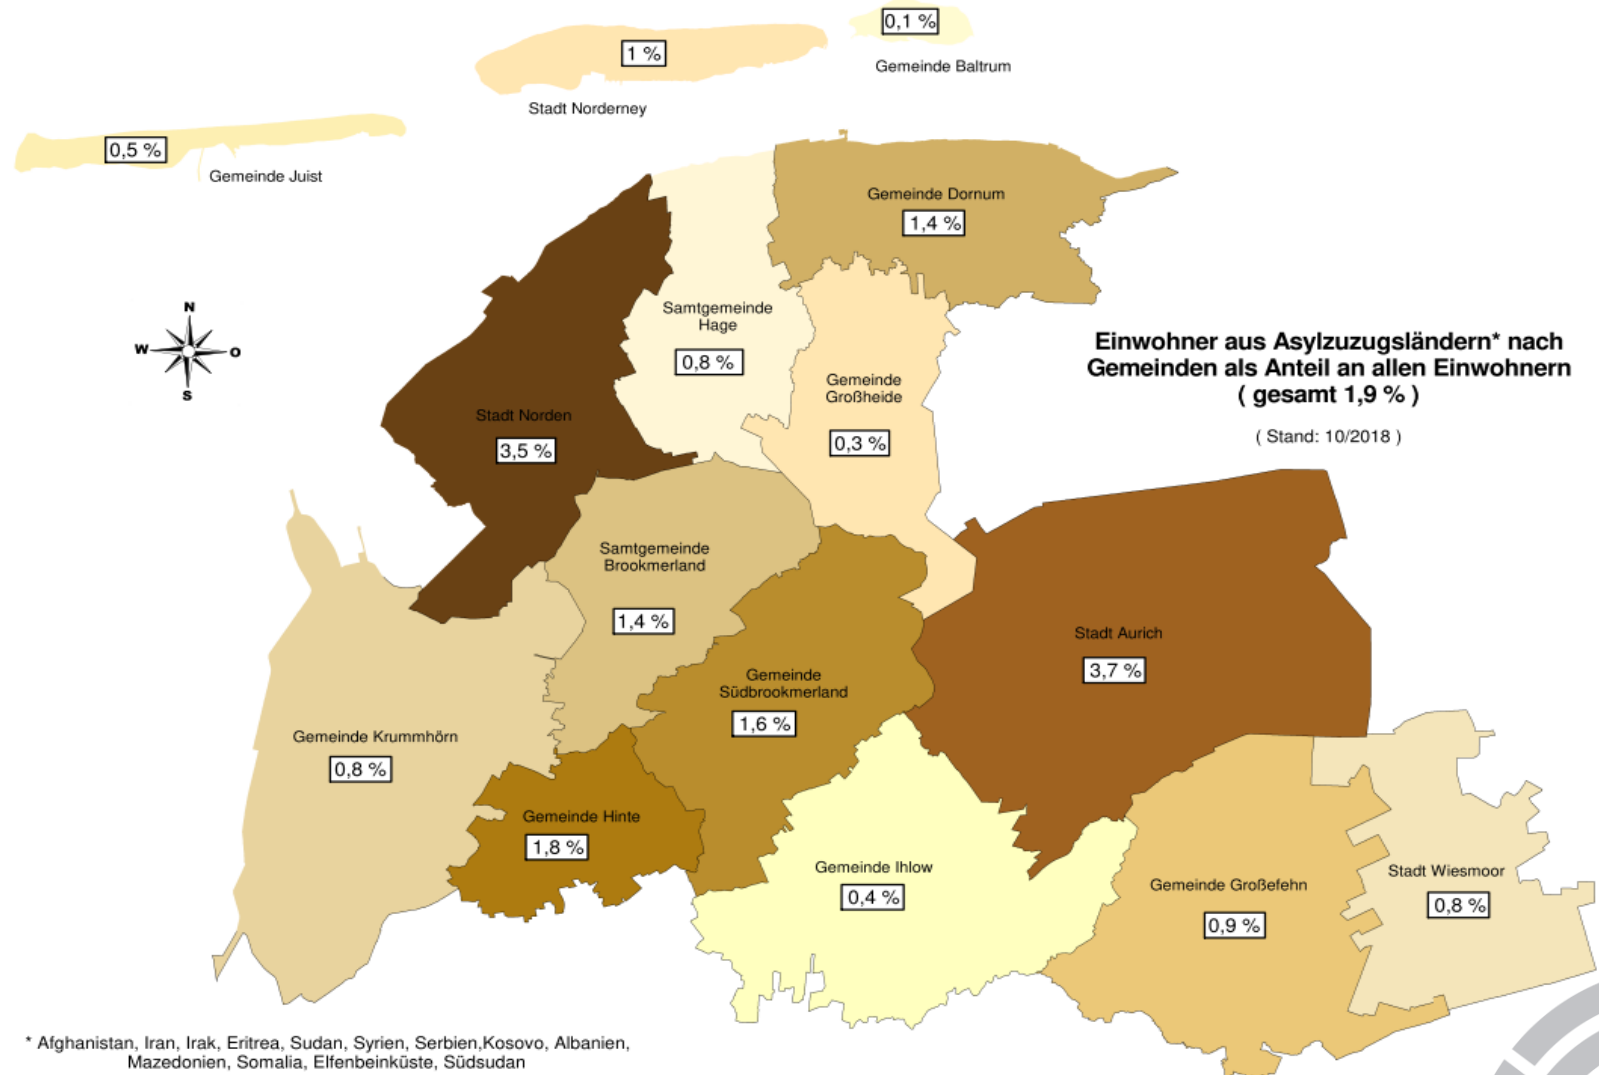 0,1 %
Gemeinde Baltrum
1 %
Stadt Norderney
0,5 %
Gemeinde Juist
Gemeinde Dornum
1,4 %
N
W
O
S
Samtgemeinde
Hage
0,8 %
Einwohner aus Asylzuzugsländern* nach
Gemeinden als Anteil an allen Einwohnern
( gesamt 1,9 % )
( Stand: 10/2018 )
Gemeinde
Großheide
0,3 %
Stadt Norden
3,5 %
Samtgemeinde
Brookmerland
1,4 %
Stadt Aurich
3,7 %
Gemeinde
Südbrookmerland
1,6 %
Gemeinde Krummhörn
0,8 %
Gemeinde Hinte
1,8 %
Gemeinde Ihlow
0,4 %
Gemeinde Großefehn
0,9 %
Stadt Wiesmoor
0,8 %
* Afghanistan, Iran, Irak, Eritrea, Sudan, Syrien, Serbien,Kosovo, Albanien,
Mazedonien, Somalia, Elfenbeinküste, Südsudan